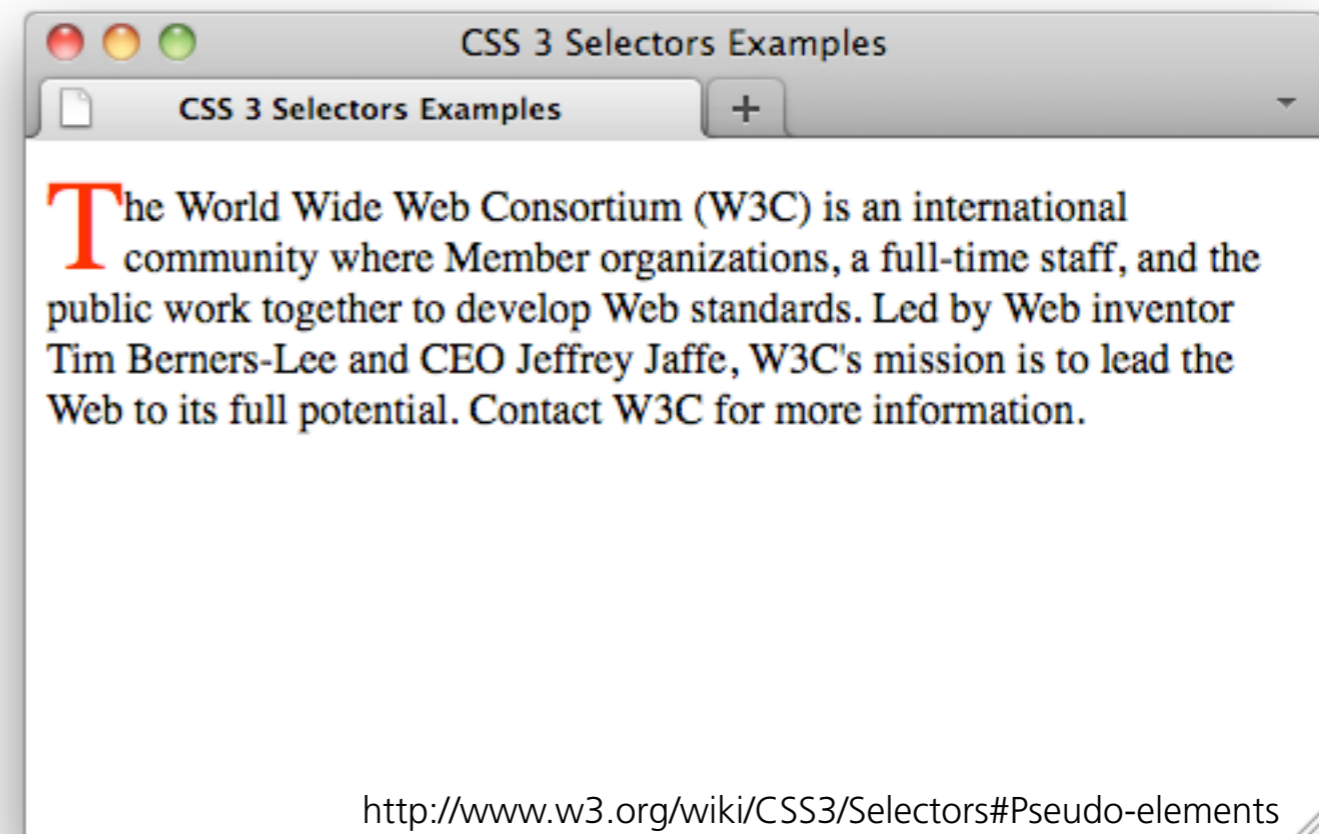 CSS 3 Selectors Examples
CSS 3 Selectors Examples +
The World Wide Web Consortium (W3C) is an international
community where Member organizations, a full-time staff, and the
public work together to develop Web standards. Led by Web inventor
Tim Berners-Lee and CEO Jeffrey Jaffe, W3C's mission is to lead the
Web to its full potential. Contact W3C for more information.
http://www.w3.org/wiki/CSS3/Selectors#Pseudo-elements